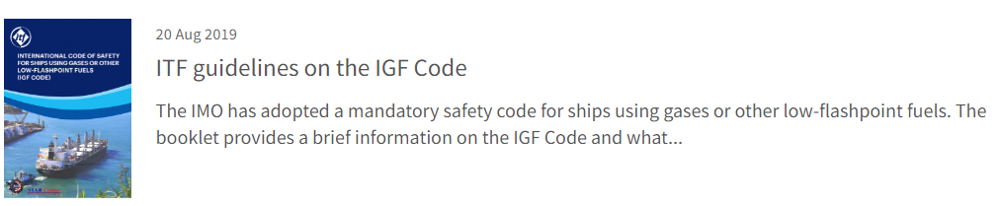 20 Aug 2019
ITF guidelines on the IGF Code
The IMO has adopted a mandatory safety code for ships using gases or other low-flashpoint fuels. The
booklet provides a brief information on the IGF Code and what...
INTERNATIONAL CODE OF SAFETY
FOR SHIPS USING GASES OR OTHER
LOW-FLASHPOINT FUELS
(IGF CODE)